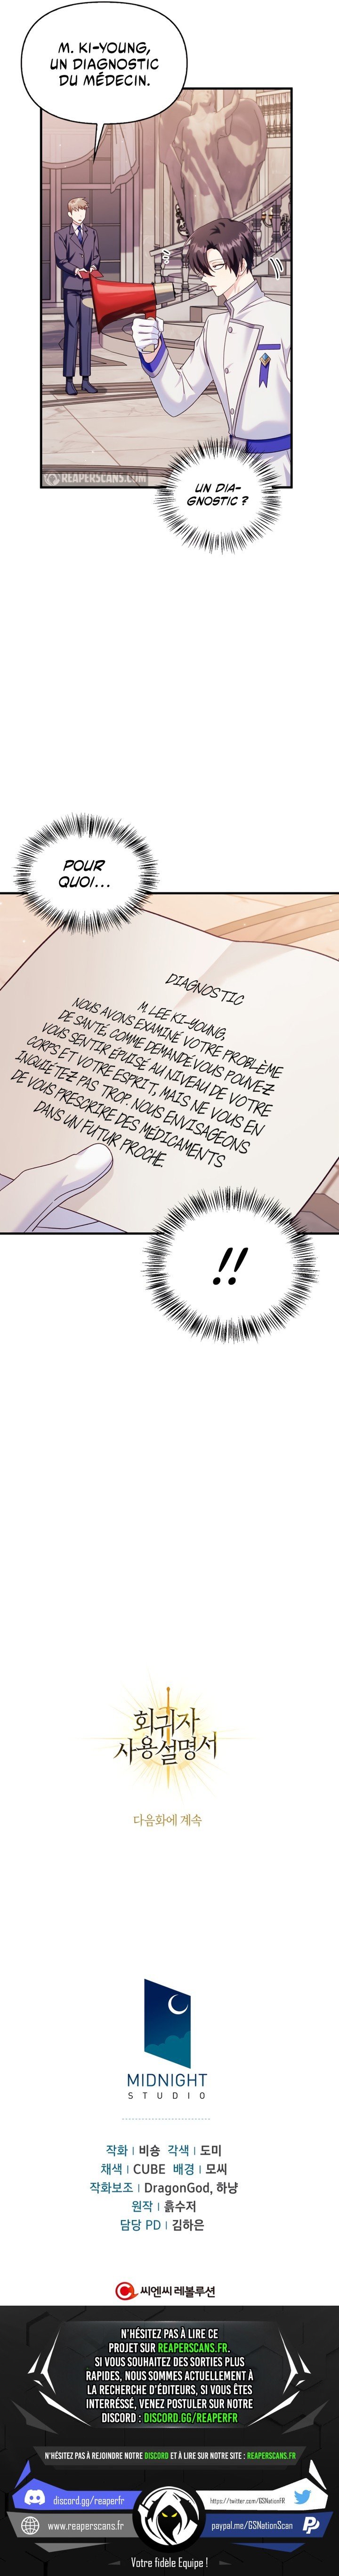 M. KI-YOUNG,
UN DIAGNOSTIC
DU MÉDECIN.
REAPERSCANS.COM
UN DIA-
GNOSTIC ?
POUR
QUOI...
DIAGNOSTIC
M. LEE KI-YOUNG,
NOUS AVONS EXAMINÉ VOTRE PROBLÈME
DE SANTÉ, COMME DEMANDÉ. VOUS POUVEZ
VOUS SENTIR ÉPUISÉ AU NIVEAU DE VOTRE
CORPS ET VOTRE ESPRIT, MAIS NE VOUS EN
INQUIÉTEZ PAS TROP. NOUS ENVISAGEONS
DE VOUS PRESCRIRE DES MÉDICAMENTS
DANS UN FUTUR PROCHE.
!!
회귀자
사용설명서
다음화에 계속
MIDNIGHT
STUDIO
작화 | 비숑 각색 | 도미
채색 | CUBE 배경 | 모씨
작화보조 | DragonGod, 하냥
원작 | 흙수저
담당 PD | 김하은
씨엔씨 레볼루션
N'HÉSITEZ PAS À LIRE CE
PROJET SUR REAPERSCANS.FR.
SI VOUS SOUHAITEZ DES SORTIES PLUS
RAPIDES, NOUS SOMMES ACTUELLEMENT À
LA RECHERCHE D'ÉDITEURS, SI VOUS ÊTES
INTERRÉSSÉ, VENEZ POSTULER SUR NOTRE
DISCORD : DISCORD.GG/REAPERFR
N'HÉSITEZ PAS À REJOINDRE NOTRE DISCORD ET À LIRE SUR NOTRE SITE : REAPERSCANS.FR
discord.gg/reaperfr
https://twitter.com/GSNationFR
www.reaperscans.fr
paypal.me/GSNationScan
Votre fidèle Equipe !